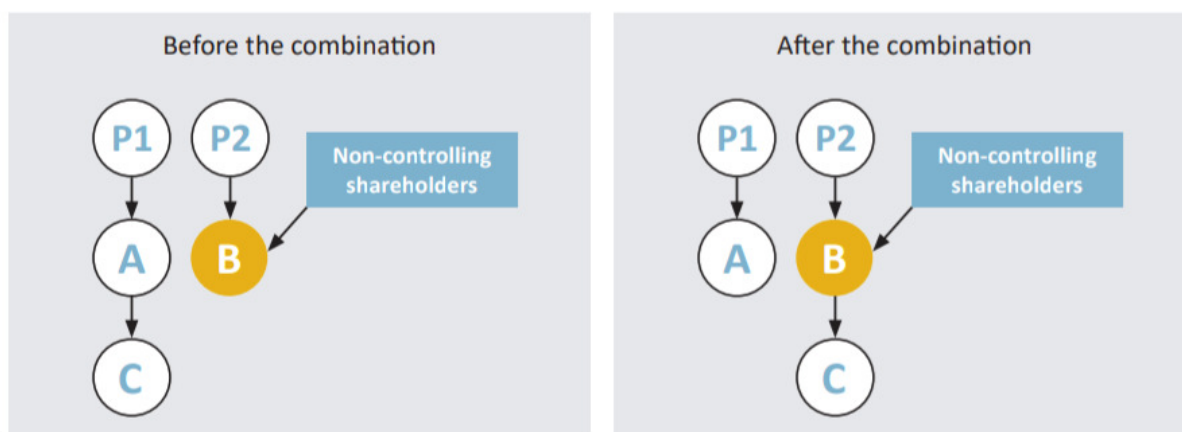 Before the combination
P1
P2
Non-controlling
shareholders
A
B
C
After the combination
P1
P2
Non-controlling
shareholders
A
B
C